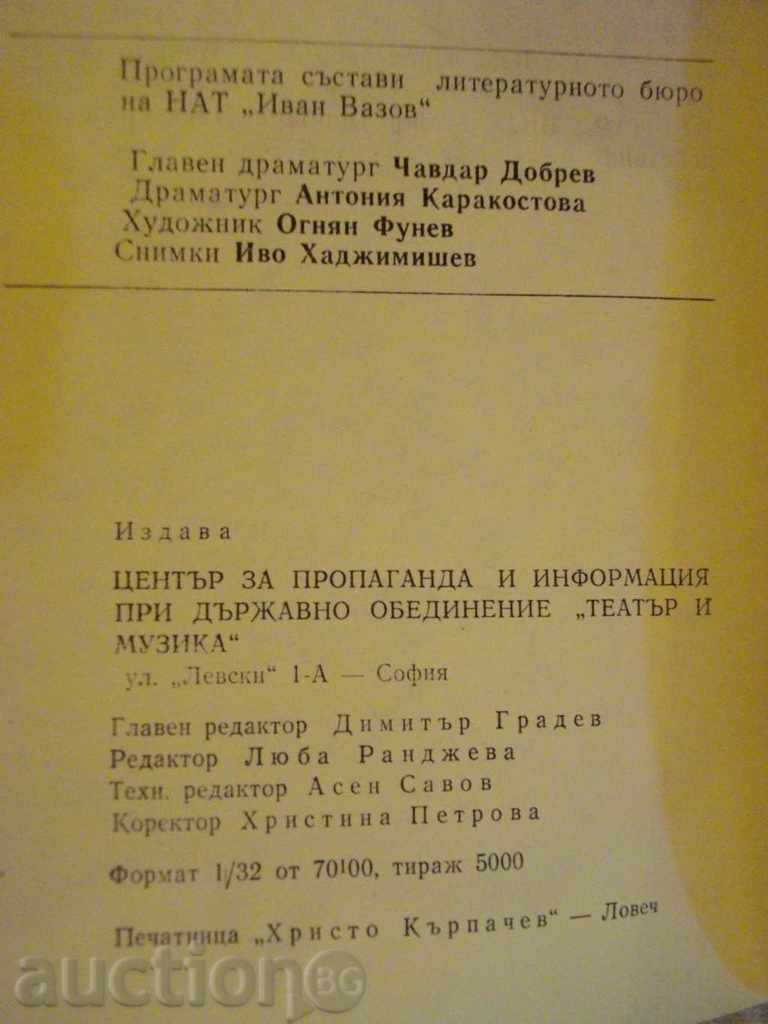 Програмата състави литературното бюро
на НАТ „Иван Вазов“
Главен драматург Чавдар Добрев
Драматург Антония Каракостова
Художник Огнян Фунев
Снимки Иво Хаджимишев
Издава
ЦЕНТЪР ЗА ПРОПАГАНДА И ИНФОРМАЦИЯ
ПРИ ДЪРЖАВНО ОБЕДИНЕНИЕ „ТЕАТЪР И
МУЗИКА“
ул. „Левски“ 1-А — София
Главен редактор Димитър Градев
Редактор Люба Ранджева
Техн. редактор Асен Савов
Коректор Христина Петрова
Формат 1/32 от 70100, тираж 5000
Печатница „Христо Кърпачев“ — Ловеч
auction BG